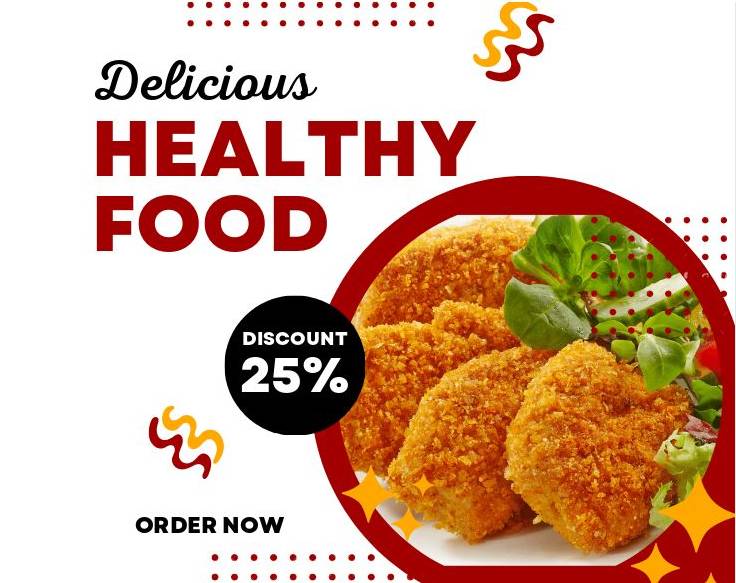 Delicious
HEALTHY
FOOD
DISCOUNT
25%
ORDER NOW